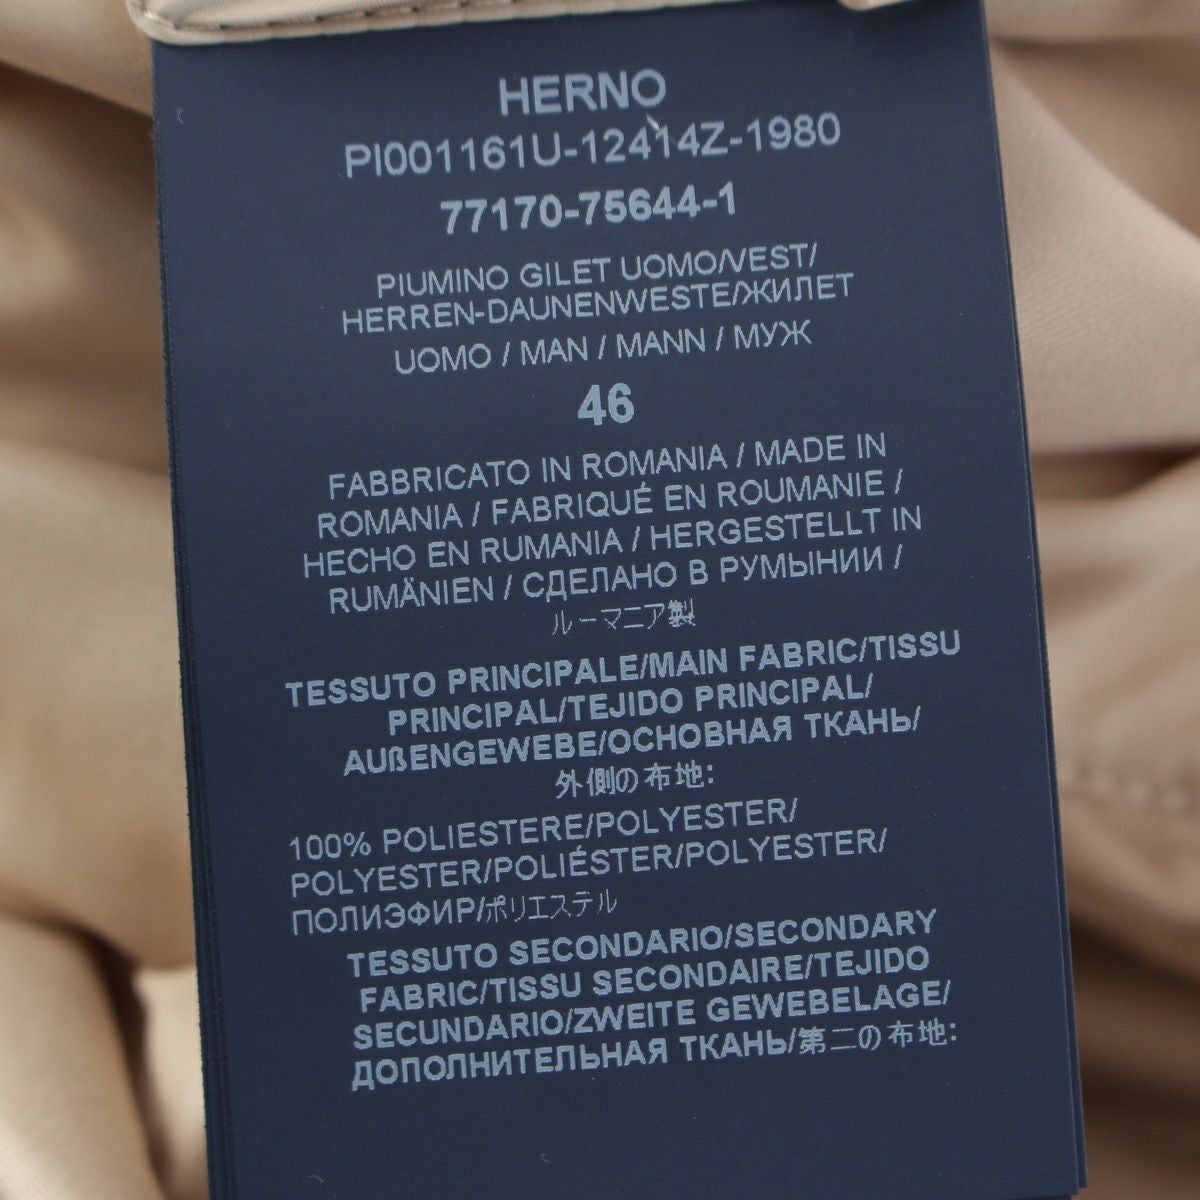 HERNO
PI001161U-12414Z-1980
77170-75644-1
PIUMINO GILET UOMO/VEST/
HERREN-DAUNENWESTE/ЖИЛЕТ
UOMO / MAN / MANN / МУЖ
46
FABBRICATO IN ROMANIA / MADE IN
ROMANIA / FABRIQUÉ EN ROUMANIE /
HECHO EN RUMANIA / HERGESTELLT IN
RUMÄNIEN / СДЕЛАНО В РУМЫНИИ /
ルーマニア製
TESSUTO PRINCIPALE/MAIN FABRIC/TISSU
PRINCIPAL/TEJIDO PRINCIPAL/
AUßENGEWEBE/ОСНОВНАЯ ТКАНЬ/
外側の布地:
100% POLIESTERE/POLYESTER/
POLYESTER/POLIÉSTER/POLYESTER/
ПОЛИЭФИР/ポリエステル
TESSUTO SECONDARIO/SECONDARY
FABRIC/TISSU SECONDAIRE/TEJIDO
SECUNDARIO/ZWEITE GEWEBELAGE/
ДОПОЛНИТЕЛЬНАЯ ТКАНЬ/第二の布地: